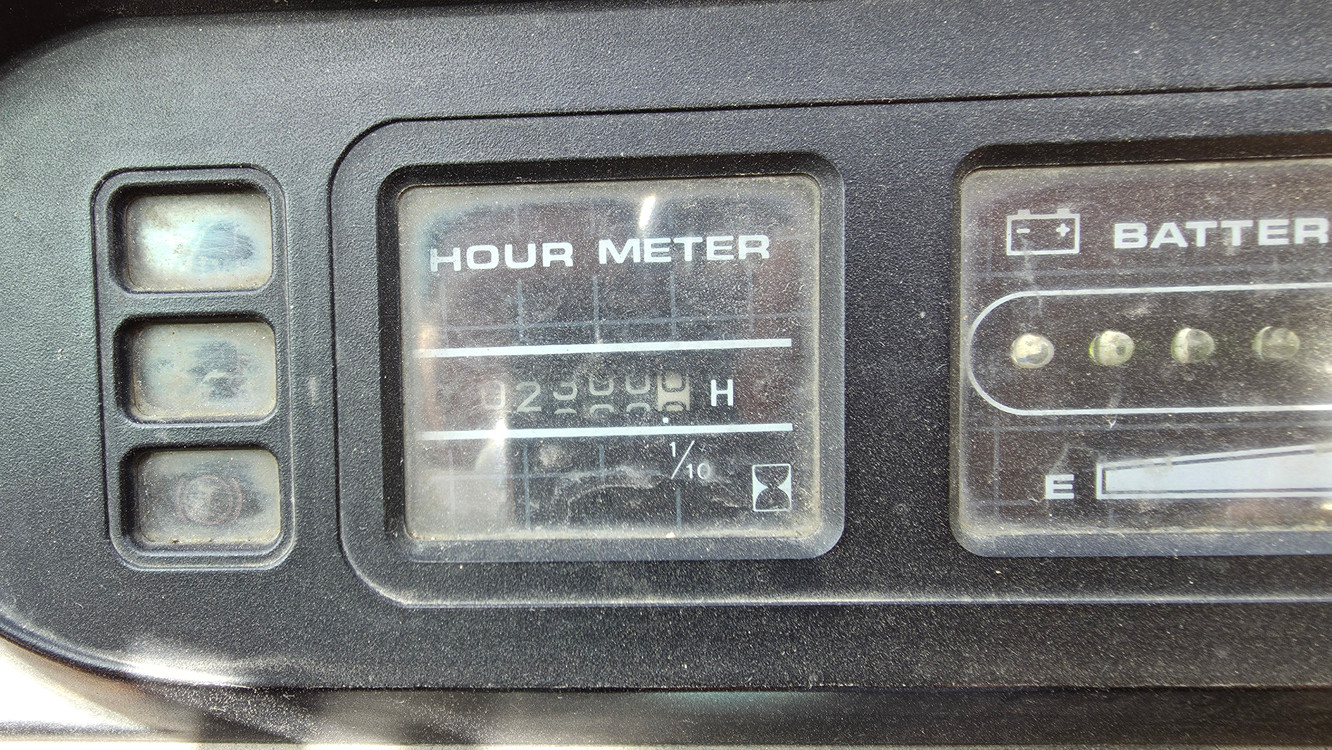 HOUR METER
H
1/10
- +
BATTER
E